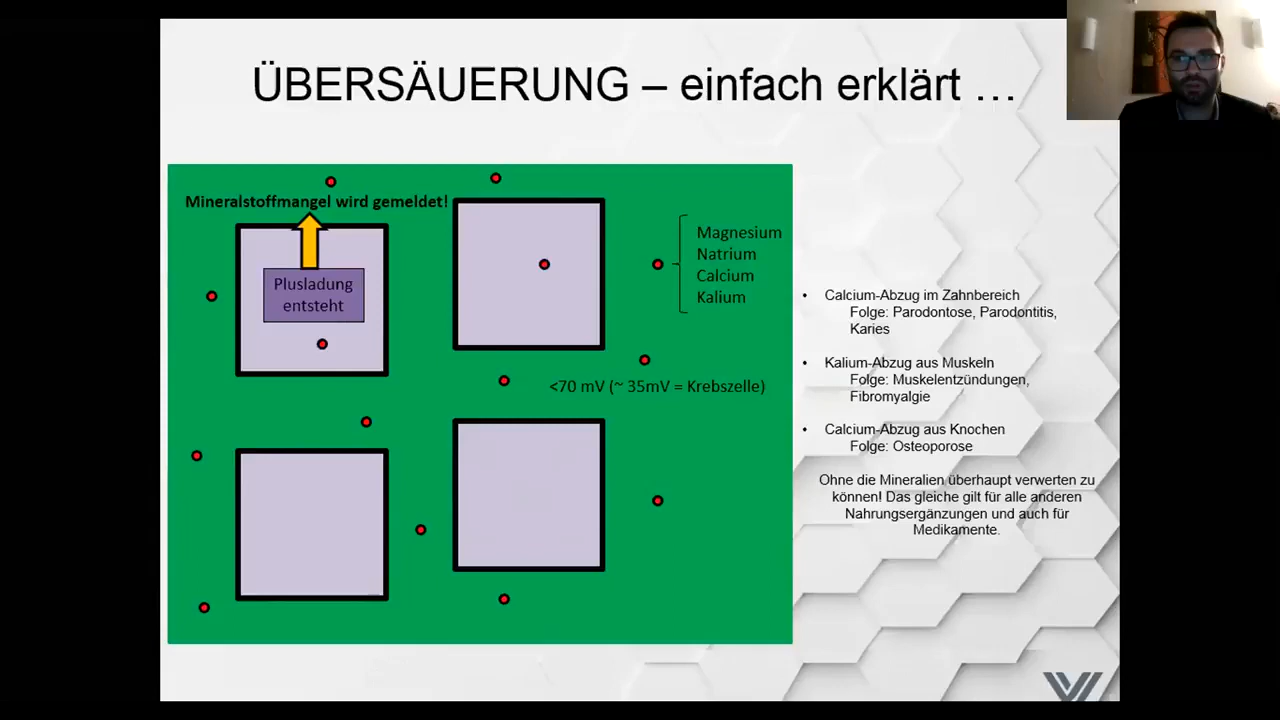 ÜBERSÄUERUNG – einfach erklärt …
Mineralstoffmangel wird gemeldet!
Plusladung
entsteht
Magnesium
Natrium
Calcium
Kalium
<70 mV (~ 35mV = Krebszelle)
• Calcium-Abzug im Zahnbereich
Folge: Parodontose, Parodontitis,
Karies
• Kalium-Abzug aus Muskeln
Folge: Muskelentzündungen,
Fibromyalgie
• Calcium-Abzug aus Knochen
Folge: Osteoporose
Ohne die Mineralien überhaupt verwerten zu
können! Das gleiche gilt für alle anderen
Nahrungsergänzungen und auch für
Medikamente.